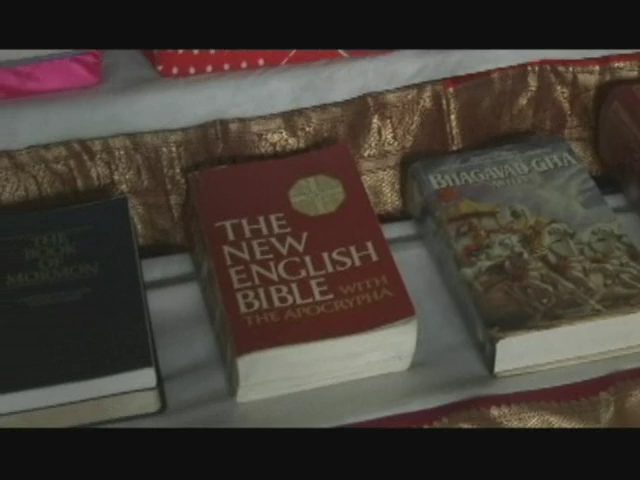 THE
BOOK
OF
MORMON
THE
NEW
ENGLISH
BIBLE WITH
THE APOCRYPHA
BHAGAVAD-GITA